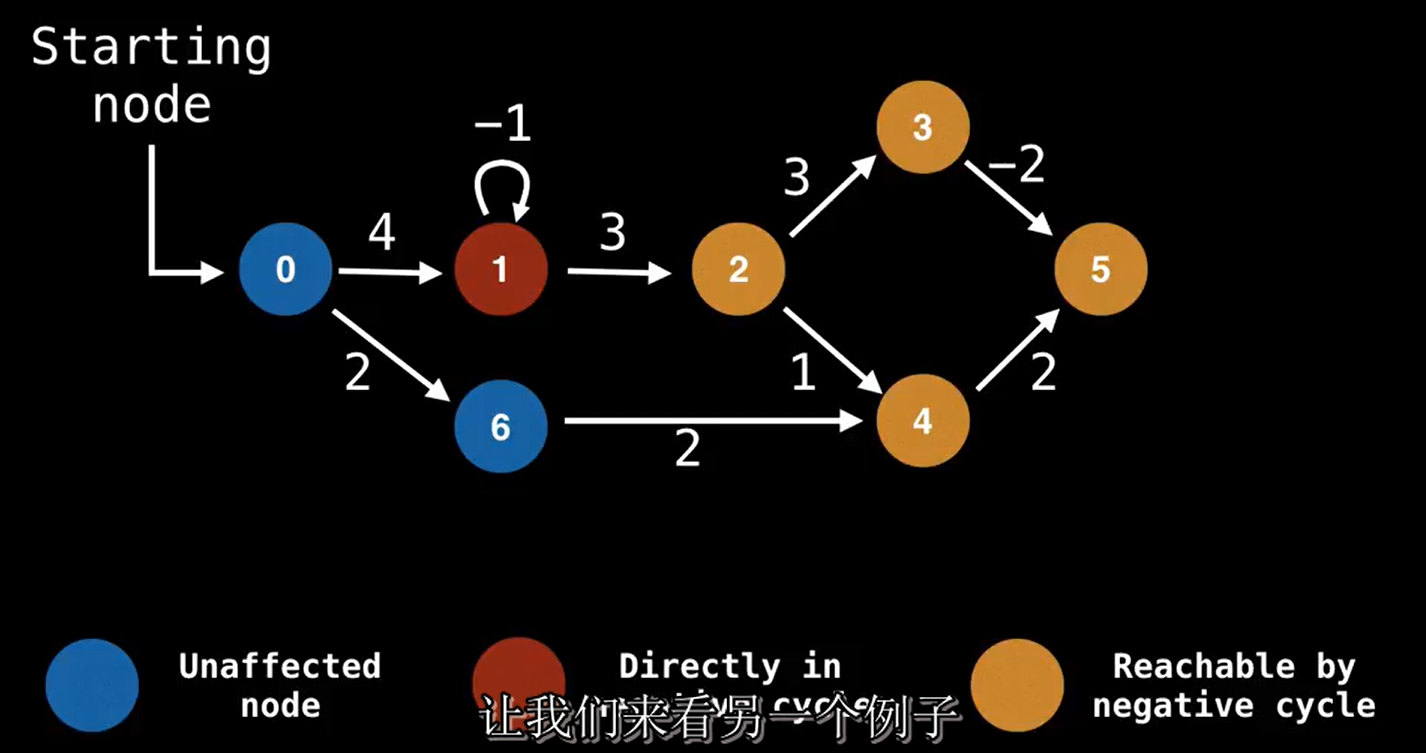 Starting
node
−1
3
3
−2
4
3
0
1
2
5
2
1
2
6
4
2
Unaffected
node
Directly in
cycle
Reachable by
negative cycle
让我们来看另一个例子